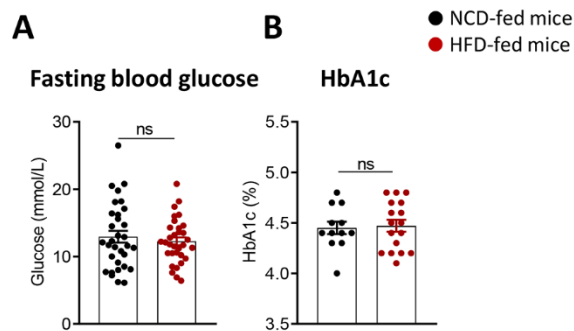 A
B
NCD-fed mice
HFD-fed mice
Fasting blood glucose
HbA1c
ns
ns
Glucose (mmol/L)
30
20
10
0
HbA1c (%)
5.5
5.0
4.5
4.0
3.5